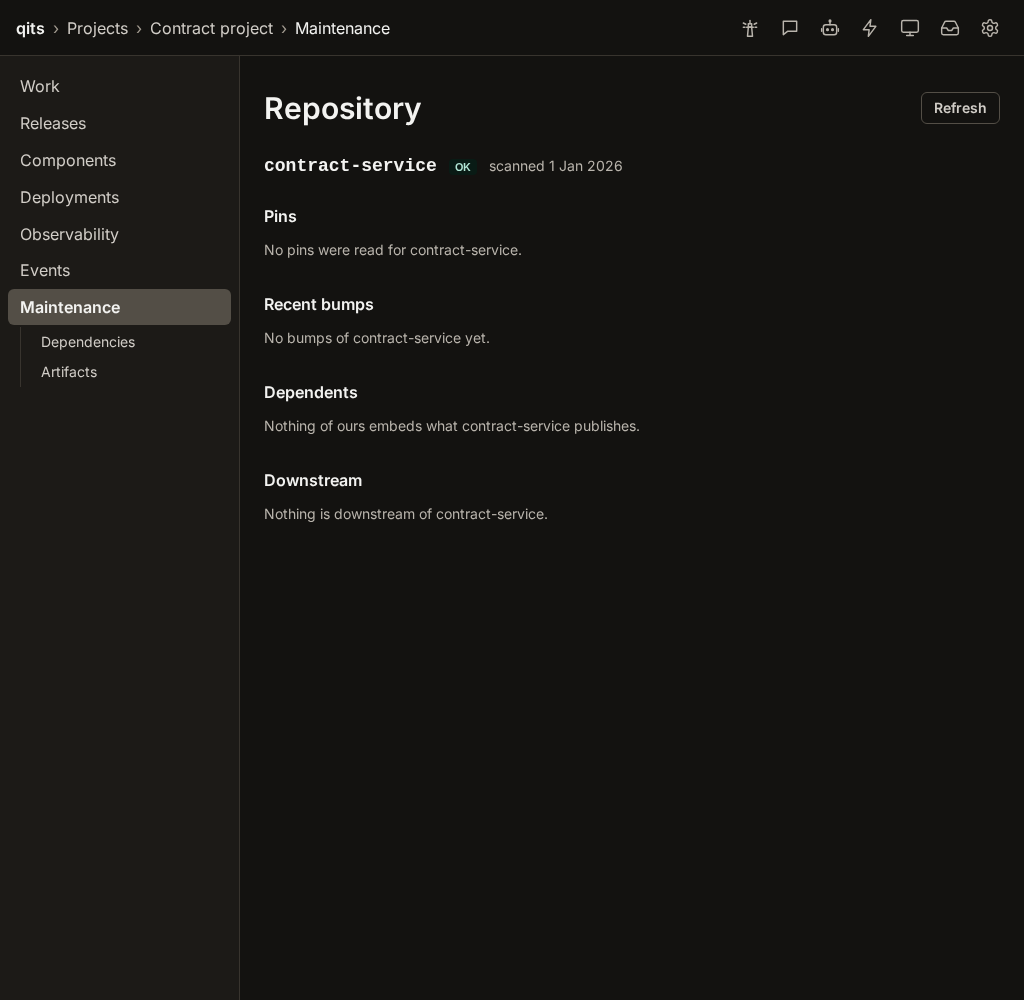 qits › Projects › Contract project › Maintenance
Work
Releases
Components
Deployments
Observability
Events
Maintenance
Dependencies
Artifacts
Repository
Refresh
contract-service OK scanned 1 Jan 2026
Pins
No pins were read for contract-service.
Recent bumps
No bumps of contract-service yet.
Dependents
Nothing of ours embeds what contract-service publishes.
Downstream
Nothing is downstream of contract-service.